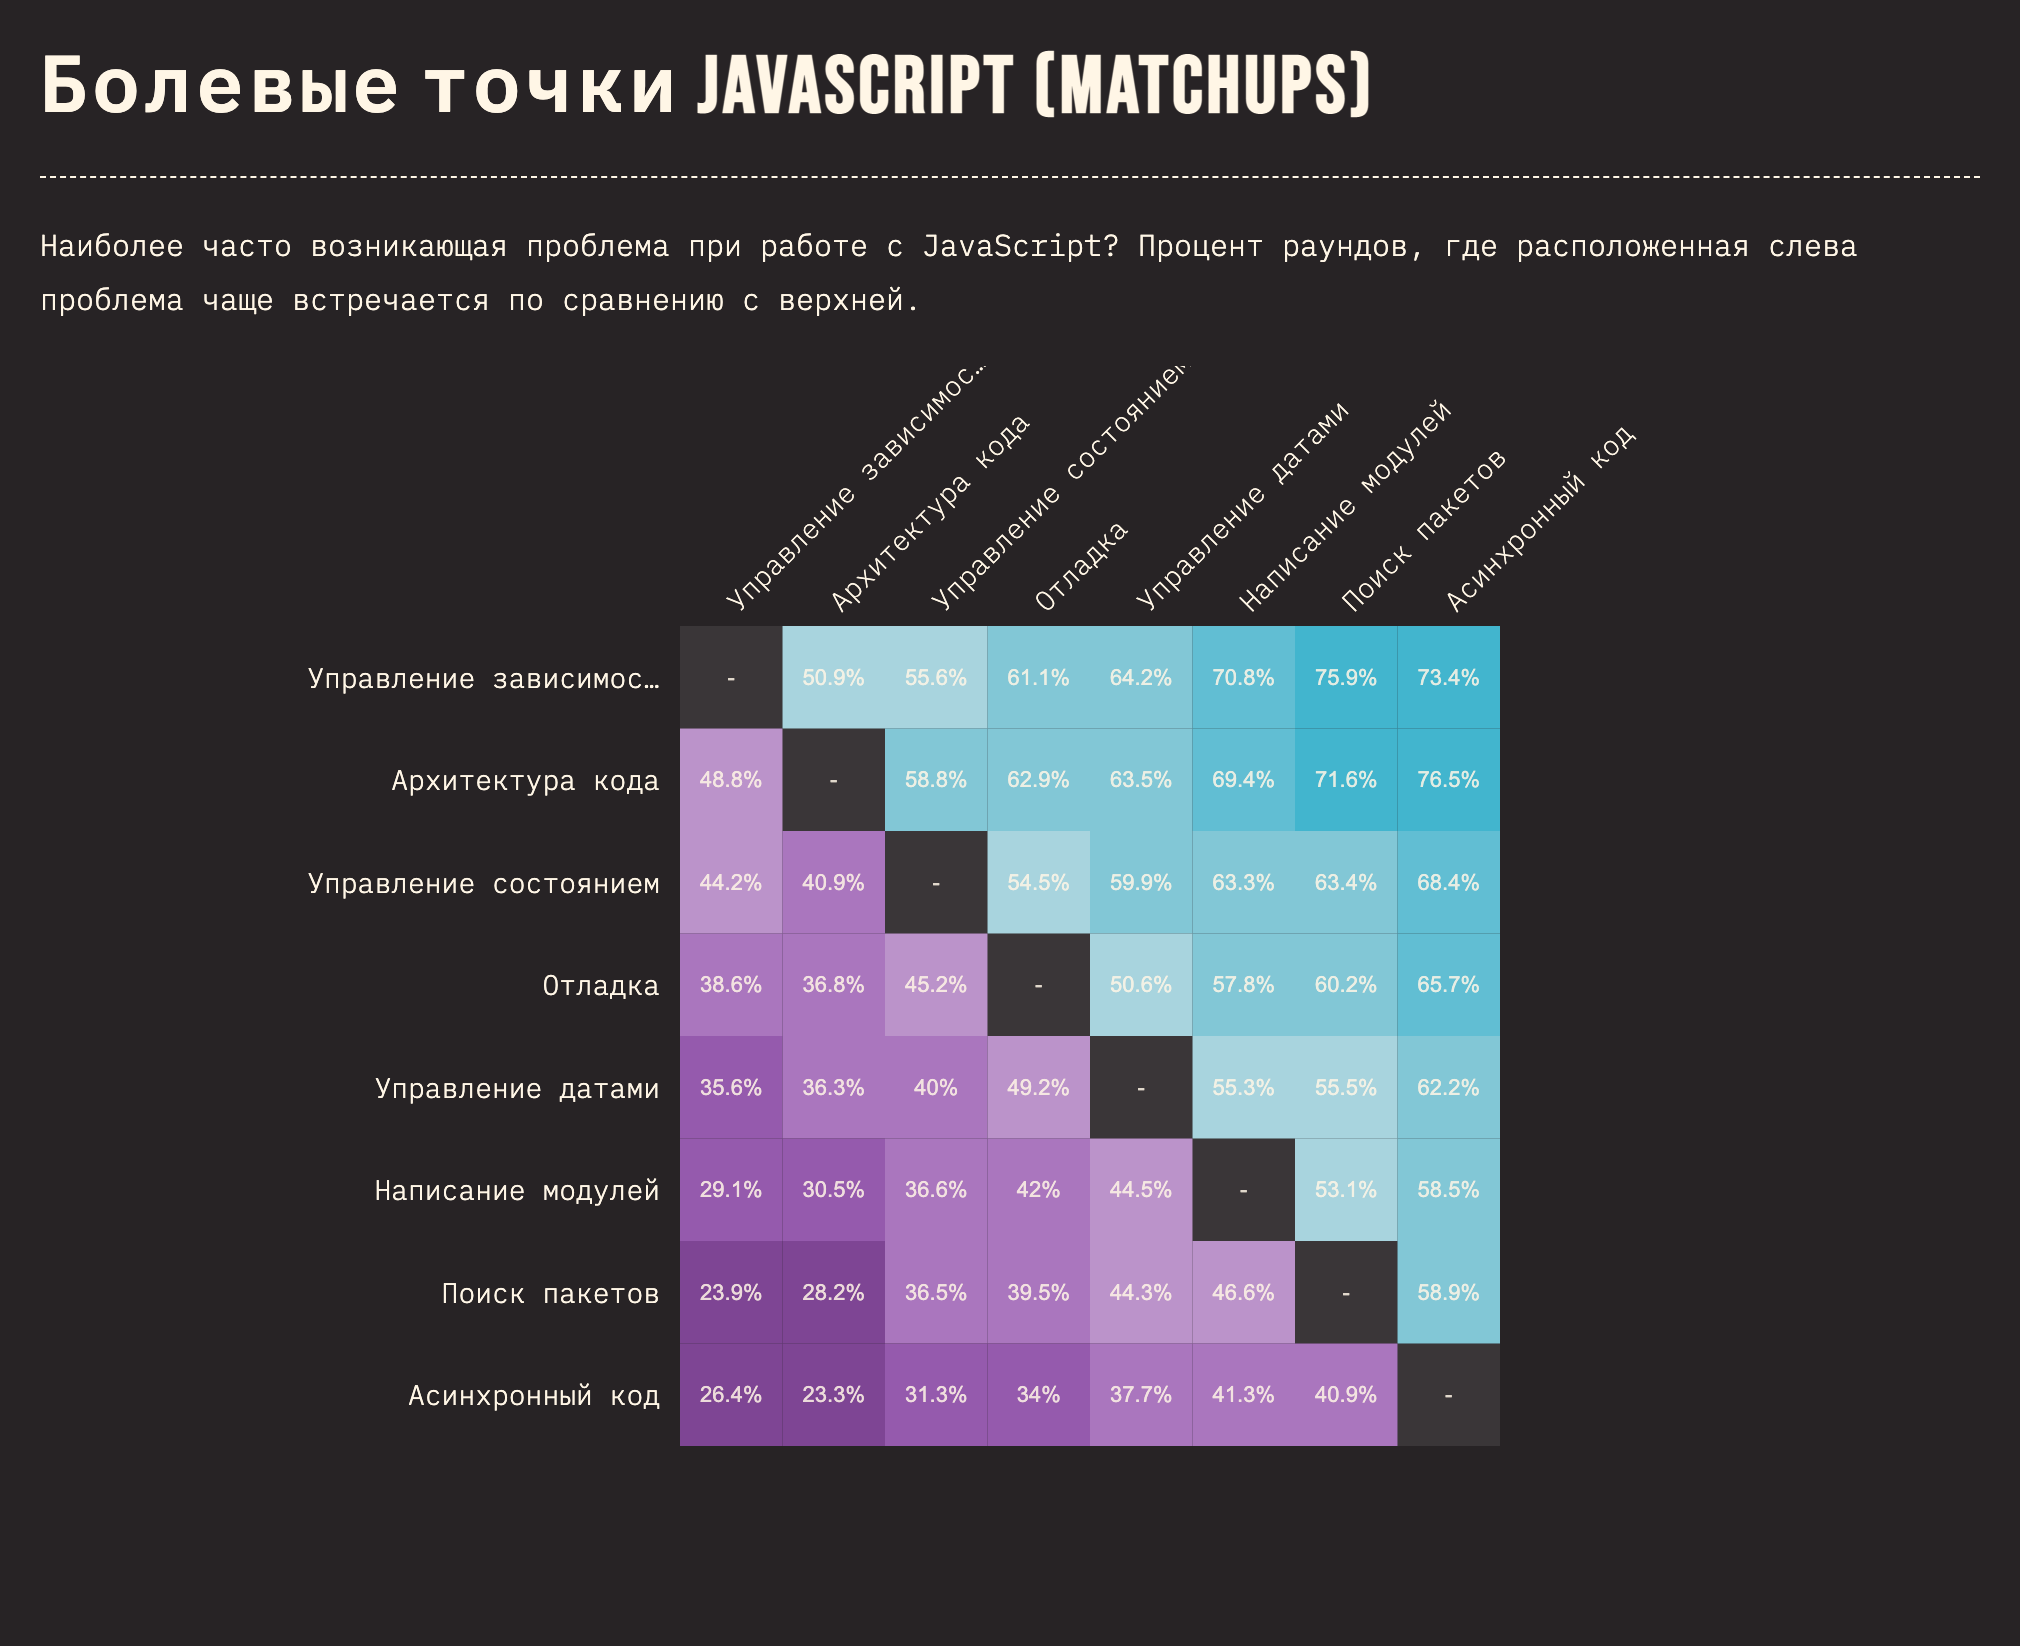 Болевые точки JAVASCRIPT (MATCHUPS)
Наиболее часто возникающая проблема при работе с JavaScript? Процент раундов, где расположенная слева
проблема чаще встречается по сравнению с верхней.
Управление зависимос…
Архитектура кода
Управление состоянием
Отладка
Управление датами
Написание модулей
Поиск пакетов
Асинхронный код
Управление зависимос… - 50.9% 55.6% 61.1% 64.2% 70.8% 75.9% 73.4%
Архитектура кода 48.8% - 58.8% 62.9% 63.5% 69.4% 71.6% 76.5%
Управление состоянием 44.2% 40.9% - 54.5% 59.9% 63.3% 63.4% 68.4%
Отладка 38.6% 36.8% 45.2% - 50.6% 57.8% 60.2% 65.7%
Управление датами 35.6% 36.3% 40% 49.2% - 55.3% 55.5% 62.2%
Написание модулей 29.1% 30.5% 36.6% 42% 44.5% - 53.1% 58.5%
Поиск пакетов 23.9% 28.2% 36.5% 39.5% 44.3% 46.6% - 58.9%
Асинхронный код 26.4% 23.3% 31.3% 34% 37.7% 41.3% 40.9% -